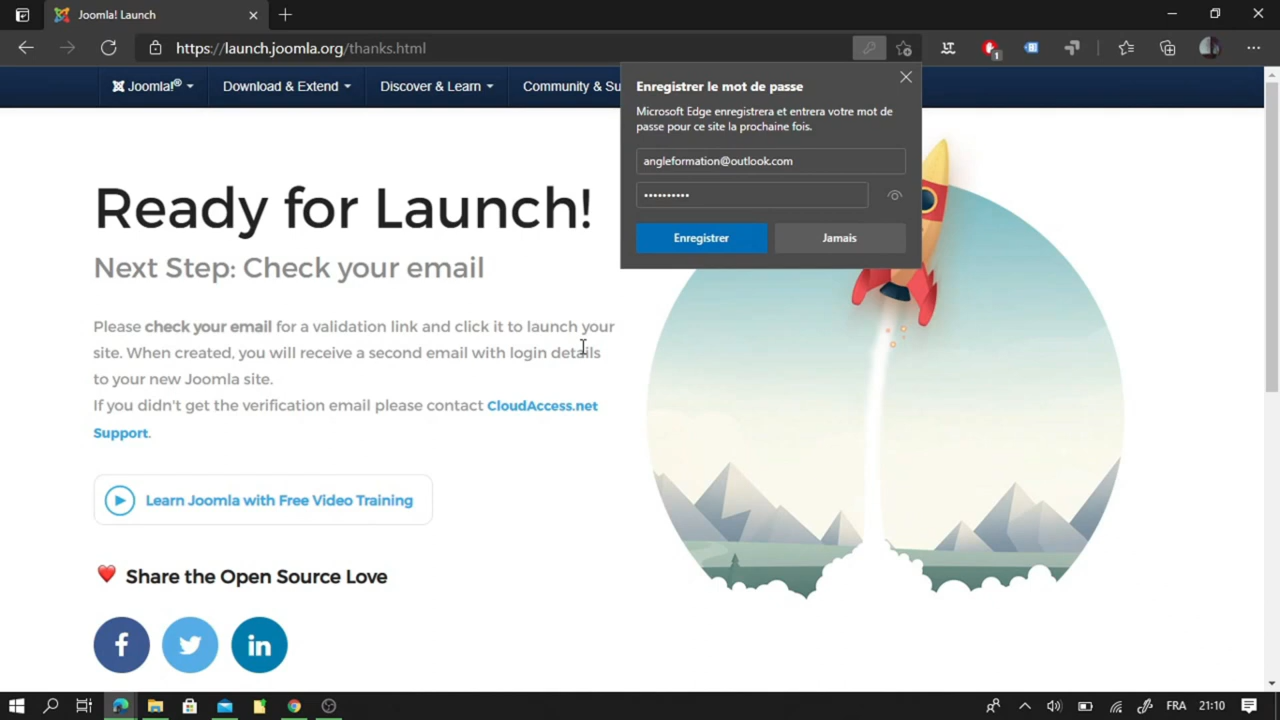 Joomla! Launch
https://launch.joomla.org/thanks.html
1
Joomla!®
Download & Extend
Discover & Learn
Community & Su
Enregistrer le mot de passe
Microsoft Edge enregistrera et entrera votre mot de
passe pour ce site la prochaine fois.
angleformation@outlook.com
••••••••••
Enregistrer
Jamais
Ready for Launch!
Next Step: Check your email
Please check your email for a validation link and click it to launch your
site. When created, you will receive a second email with login details
to your new Joomla site.
If you didn't get the verification email please contact CloudAccess.net
Support.
Learn Joomla with Free Video Training
Share the Open Source Love
FRA
21:10